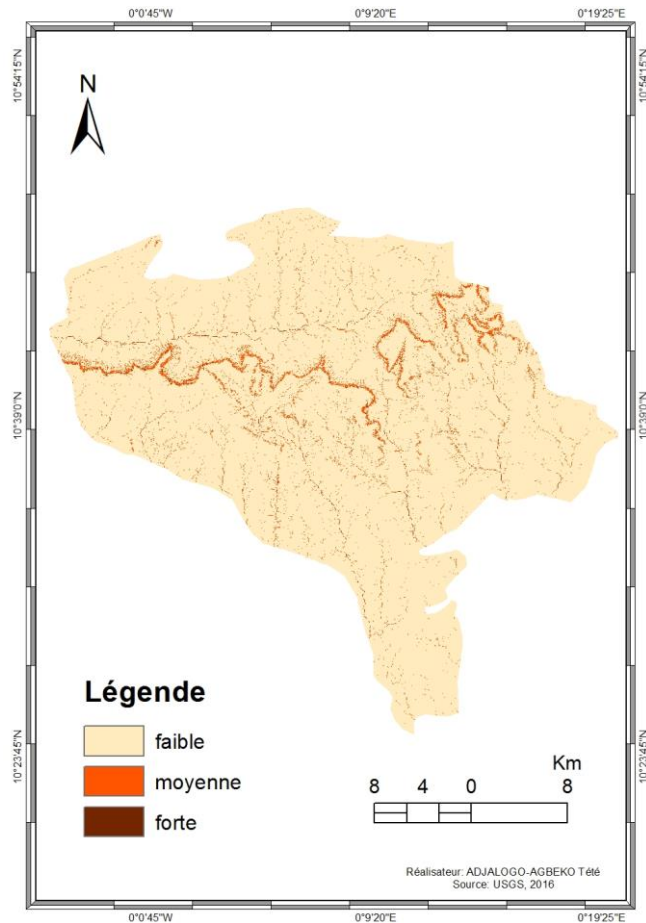 0°0'45"W 0°9'20"E 0°19'25"E
10°54'15"N 10°54'15"N
N
10°39'0"N 10°39'0"N
Légende
faible
moyenne
forte
10°23'45"N 10°23'45"N
Km
8 4 0 8
Réalisateur: ADJALOGO-AGBEKO Tété
Source: USGS, 2016
0°0'45"W 0°9'20"E 0°19'25"E